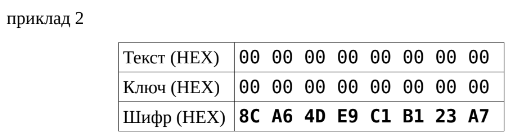 приклад 2
Текст (HEX) 00 00 00 00 00 00 00 00
Ключ (HEX) 00 00 00 00 00 00 00 00
Шифр (HEX) 8C A6 4D E9 C1 B1 23 A7